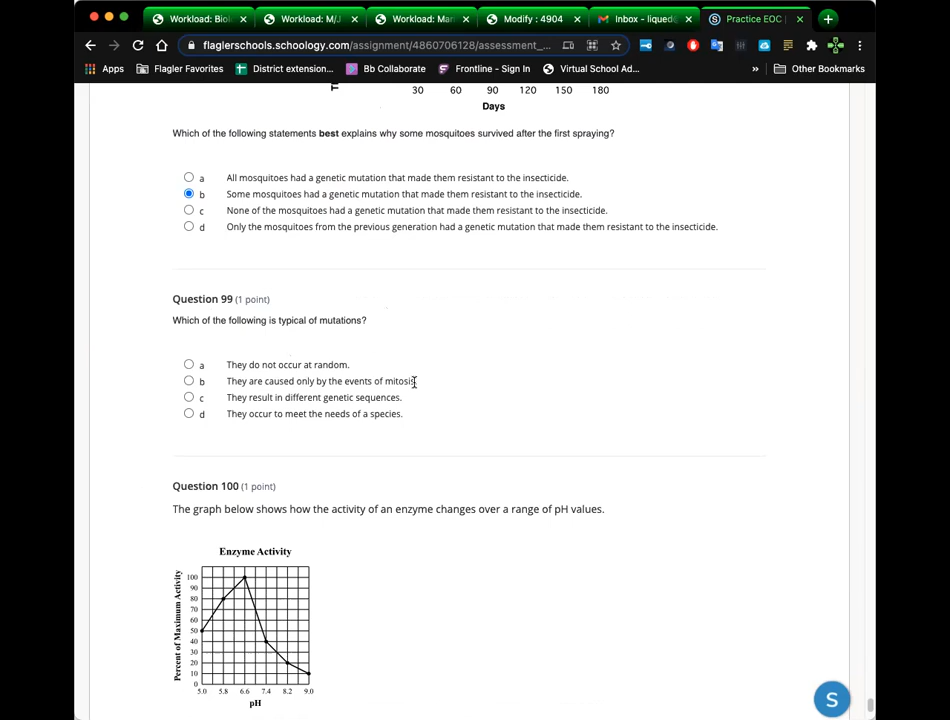 Workload: Biol
Workload: M/J
Workload: Mar
Modify : 4904
Inbox - liqued@
Practice EOC |
flaglerschools.schoology.com/assignment/4860706128/assessment_...
Apps
Flagler Favorites
District extension...
Bb Collaborate
Frontline - Sign In
Virtual School Ad...
»
Other Bookmarks
30 60 90 120 150 180
Days
Which of the following statements best explains why some mosquitoes survived after the first spraying?
a All mosquitoes had a genetic mutation that made them resistant to the insecticide.
b Some mosquitoes had a genetic mutation that made them resistant to the insecticide.
c None of the mosquitoes had a genetic mutation that made them resistant to the insecticide.
d Only the mosquitoes from the previous generation had a genetic mutation that made them resistant to the insecticide.
Question 99 (1 point)
Which of the following is typical of mutations?
a They do not occur at random.
b They are caused only by the events of mitosis.
c They result in different genetic sequences.
d They occur to meet the needs of a species.
Question 100 (1 point)
The graph below shows how the activity of an enzyme changes over a range of pH values.
Enzyme Activity
Percent of Maximum Activity
100
90
80
70
60
50
40
30
20
10
0
5.0 5.8 6.6 7.4 8.2 9.0
pH
S